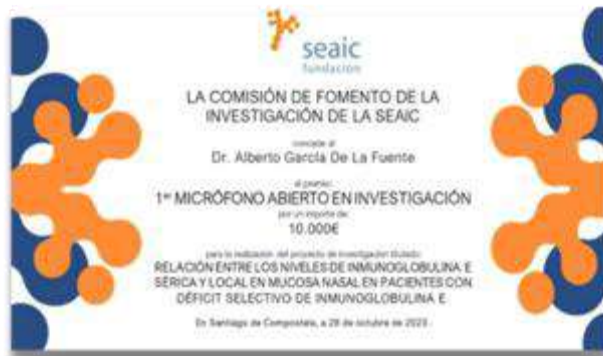 seaic
fundación
LA COMISIÓN DE FOMENTO DE LA
INVESTIGACIÓN DE LA SEAIC
concede al
Dr. Alberto García De La Fuente
el premio:
1er MICRÓFONO ABIERTO EN INVESTIGACIÓN
por un importe de:
10.000€
para la realización del proyecto de investigación titulado:
RELACIÓN ENTRE LOS NIVELES DE INMUNOGLOBULINA E
SÉRICA Y LOCAL EN MUCOSA NASAL EN PACIENTES CON
DÉFICIT SELECTIVO DE INMUNOGLOBULINA E
En Santiago de Compostela, a 28 de octubre de 2023